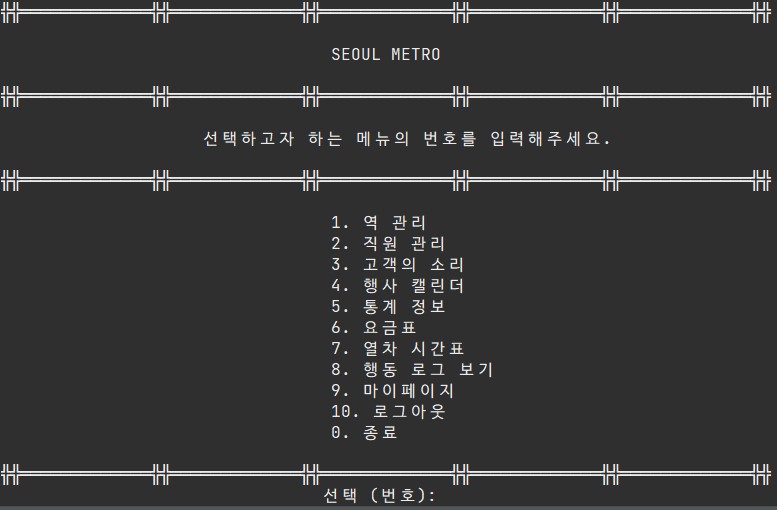 SEOUL METRO
선택하고자 하는 메뉴의 번호를 입력해주세요.
1. 역 관리
2. 직원 관리
3. 고객의 소리
4. 행사 캘린더
5. 통계 정보
6. 요금표
7. 열차 시간표
8. 행동 로그 보기
9. 마이페이지
10. 로그아웃
0. 종료
선택 (번호):